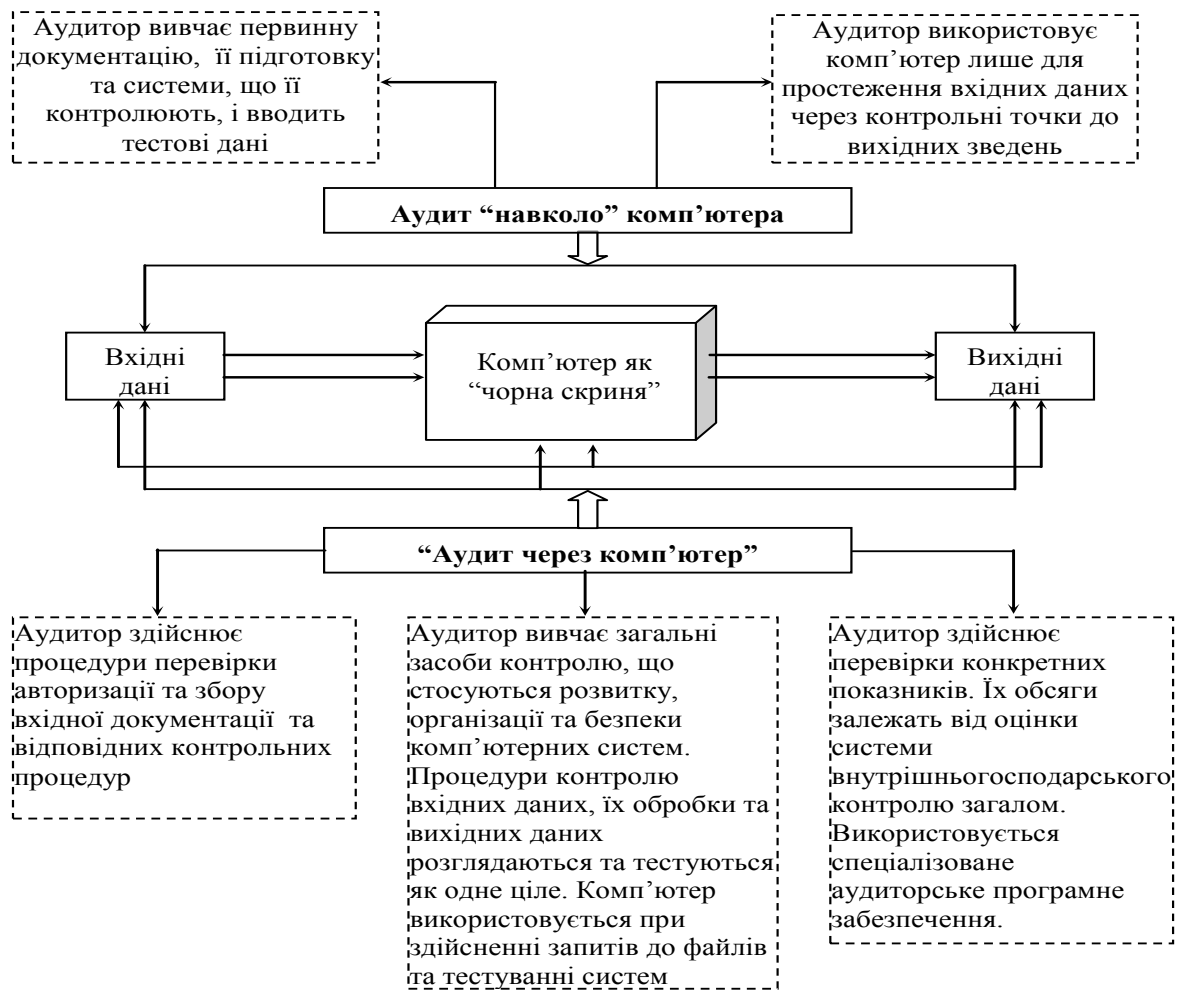 Аудитор вивчає первинну
документацію, її підготовку
та системи, що її
контролюють, і вводить
тестові дані
Аудитор використовує
комп’ютер лише для
простеження вхідних даних
через контрольні точки до
вихідних зведень
Аудит “навколо” комп’ютера
Вхідні
дані
Комп’ютер як
“чорна скриня”
Вихідні
дані
“Аудит через комп’ютер”
Аудитор здійснює
процедури перевірки
авторизації та збору
вхідної документації та
відповідних контрольних
процедур
Аудитор вивчає загальні
засоби контролю, що
стосуються розвитку,
організації та безпеки
комп’ютерних систем.
Процедури контролю
вхідних даних, їх обробки та
вихідних даних
розглядаються та тестуються
як одне ціле. Комп’ютер
використовується при
здійсненні запитів до файлів
та тестуванні систем
Аудитор здійснює
перевірки конкретних
показників. Їх обсяги
залежать від оцінки
системи
внутрішньогосподарського
контролю загалом.
Використовується
спеціалізоване
аудиторське програмне
забезпечення.